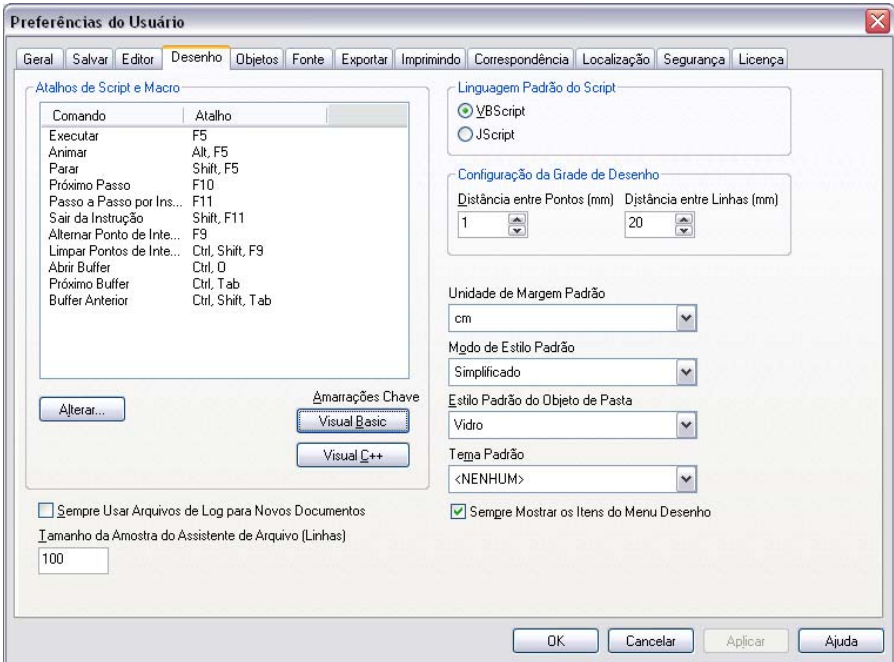 Preferências do Usuário
Geral Salvar Editor Desenho Objetos Fonte Exportar Imprimindo Correspondência Localização Segurança Licença
Atalhos de Script e Macro
Comando Atalho
Executar F5
Animar Alt, F5
Parar Shift, F5
Próximo Passo F10
Passo a Passo por Ins... F11
Sair da Instrução Shift, F11
Alternar Ponto de Inte... F9
Limpar Pontos de Inte... Ctrl, Shift, F9
Abrir Buffer Ctrl, O
Próximo Buffer Ctrl, Tab
Buffer Anterior Ctrl, Shift, Tab
Alterar...
Amarrações Chave
Visual Basic
Visual C++
Sempre Usar Arquivos de Log para Novos Documentos
Tamanho da Amostra do Assistente de Arquivo (Linhas)
100
Linguagem Padrão do Script
VBScript
JScript
Configuração da Grade de Desenho
Distância entre Pontos (mm) Distância entre Linhas (mm)
1 20
Unidade de Margem Padrão
cm
Modo de Estilo Padrão
Simplificado
Estilo Padrão do Objeto de Pasta
Vidro
Tema Padrão
<NENHUM>
Sempre Mostrar os Itens do Menu Desenho
OK Cancelar Aplicar Ajuda